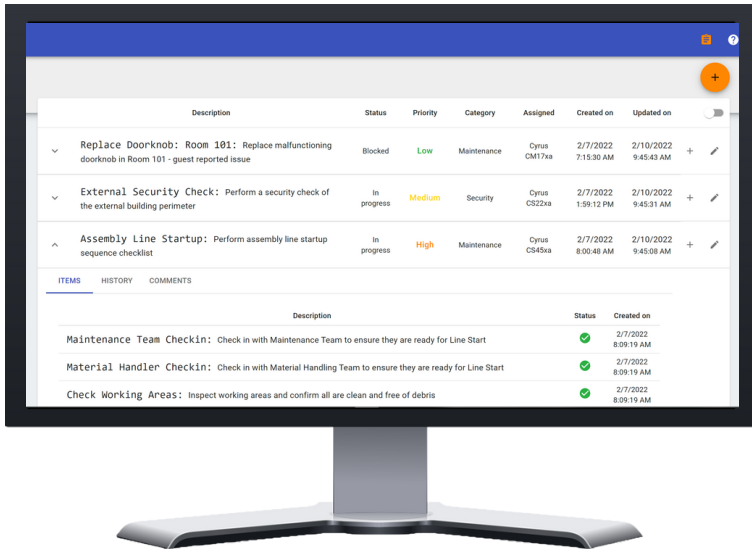 Description Status Priority Category Assigned Created on Updated on
Replace Doorknob: Room 101: Replace malfunctioning
doorknob in Room 101 - guest reported issue
Blocked
Low
Maintenance
Cyrus
CM17xa
2/7/2022
7:15:30 AM
2/10/2022
9:45:43 AM
External Security Check: Perform a security check of
the external building perimeter
In
progress
Medium
Security
Cyrus
CS22xa
2/7/2022
1:59:12 PM
2/10/2022
9:45:31 AM
Assembly Line Startup: Perform assembly line startup
sequence checklist
In
progress
High
Maintenance
Cyrus
CS45xa
2/7/2022
8:00:48 AM
2/10/2022
9:45:08 AM
ITEMS HISTORY COMMENTS
Description Status Created on
Maintenance Team Checkin: Check in with Maintenance Team to ensure they are ready for Line Start
2/7/2022
8:09:19 AM
Material Handler Checkin: Check in with Material Handling Team to ensure they are ready for Line Start
2/7/2022
8:09:19 AM
Check Working Areas: Inspect working areas and confirm all are clean and free of debris
2/7/2022
8:09:19 AM